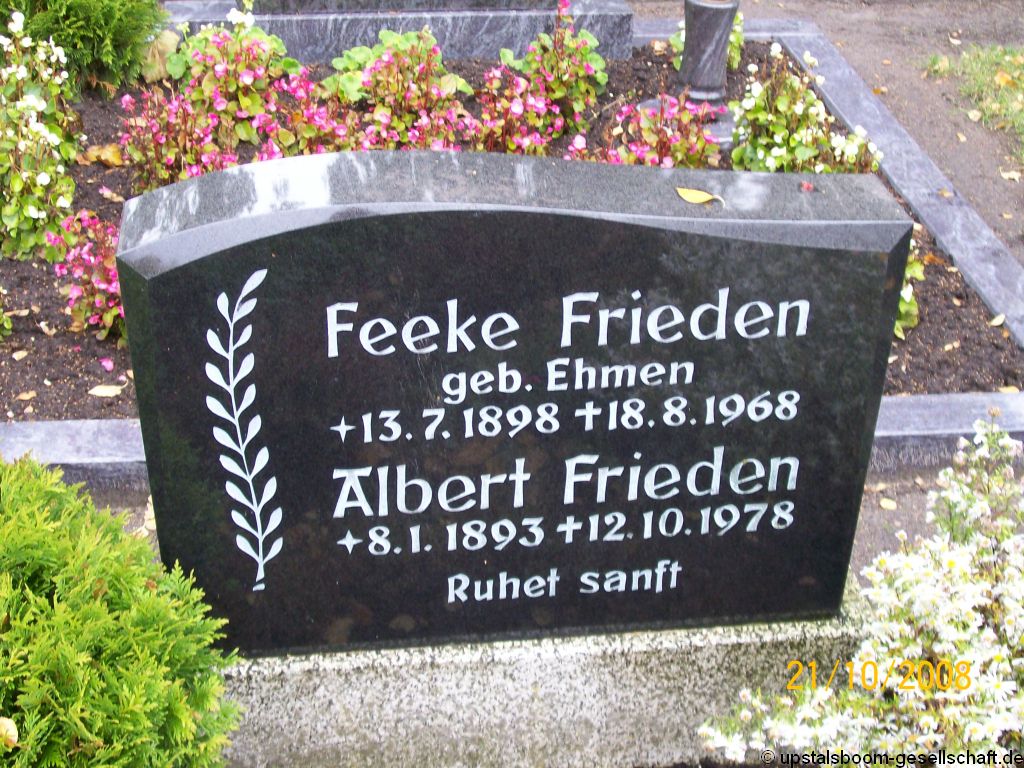 Feeke Frieden
geb. Ehmen
✦13.7.1898 ✝18.8.1968
Albert Frieden
✦8.1.1893 ✝12.10.1978
Ruhet sanft
21/10/2008
© upstalsboom-gesellschaft.de